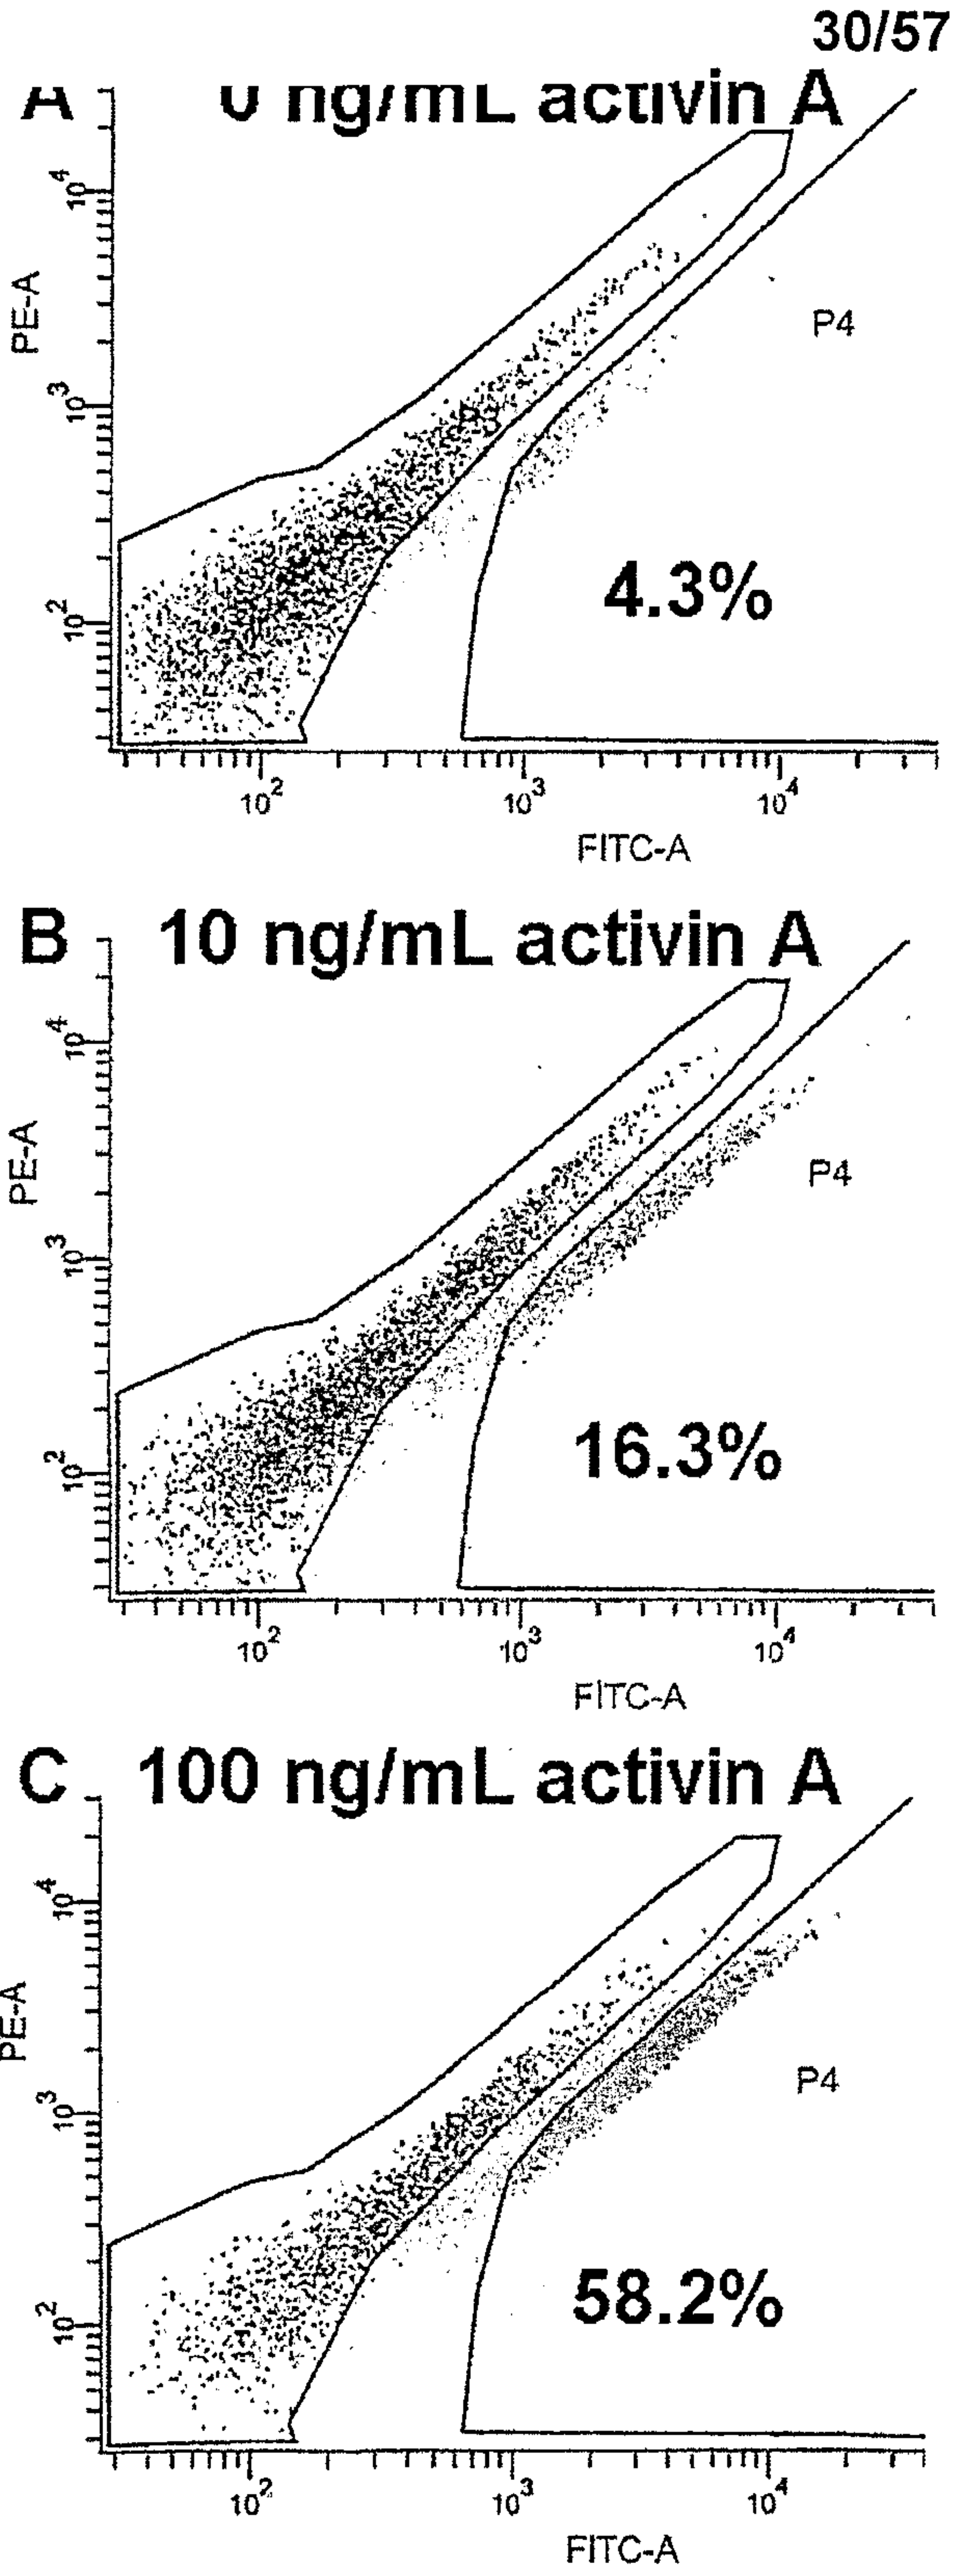 30/57
A 0 ng/mL activin A
10⁴
PE-A
P4
10³
4.3%
10²
10² 10³ 10⁴
FITC-A
B 10 ng/mL activin A
10⁴
PE-A
P4
10³
16.3%
10²
10² 10³ 10⁴
FITC-A
C 100 ng/mL activin A
10⁴
PE-A
P4
10³
58.2%
10²
10² 10³ 10⁴
FITC-A